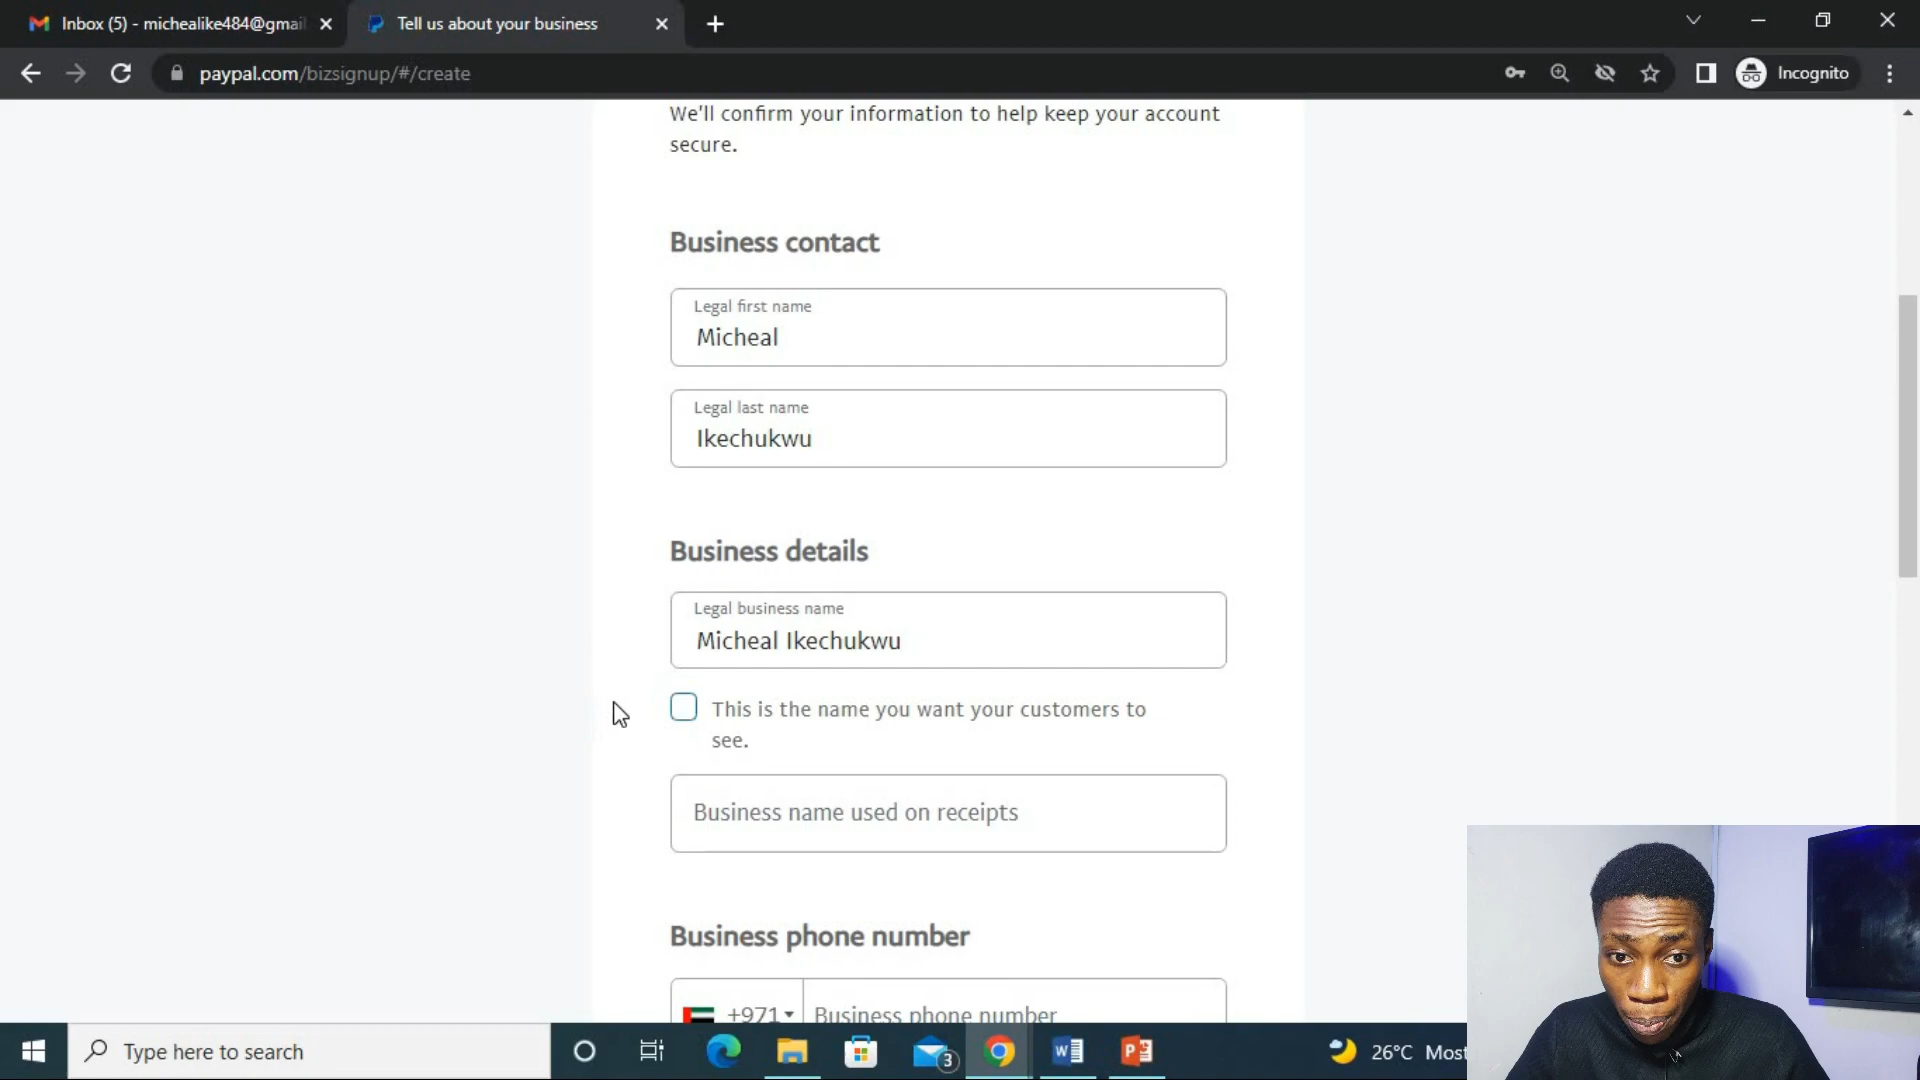 Inbox (5) - michealike484@gmai
Tell us about your business
paypal.com/bizsignup/#/create
Incognito
We'll confirm your information to help keep your account
secure.
Business contact
Legal first name
Micheal
Legal last name
Ikechukwu
Business details
Legal business name
Micheal Ikechukwu
This is the name you want your customers to
see.
Business name used on receipts
Business phone number
+971
Business phone number
Type here to search
3
26°C Most